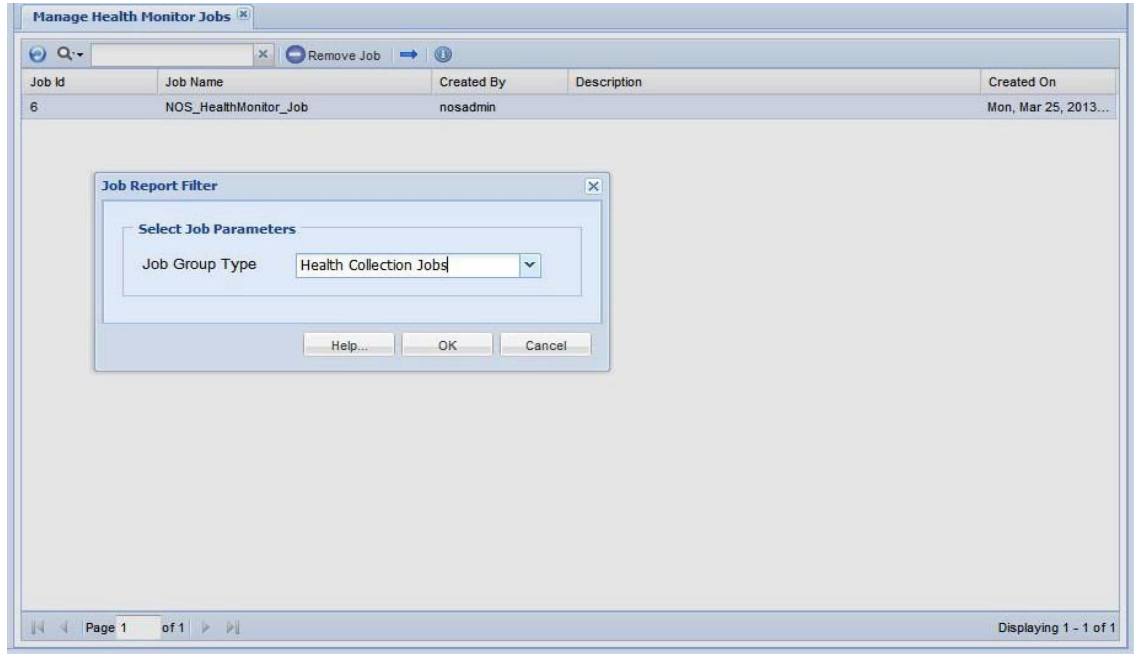 Manage Health Monitor Jobs
Remove Job
Job Id Job Name Created By Description Created On
6 NOS_HealthMonitor_Job nosadmin Mon, Mar 25, 2013...
Job Report Filter
Select Job Parameters
Job Group Type Health Collection Jobs
Help... OK Cancel
Page 1 of 1 Displaying 1 - 1 of 1